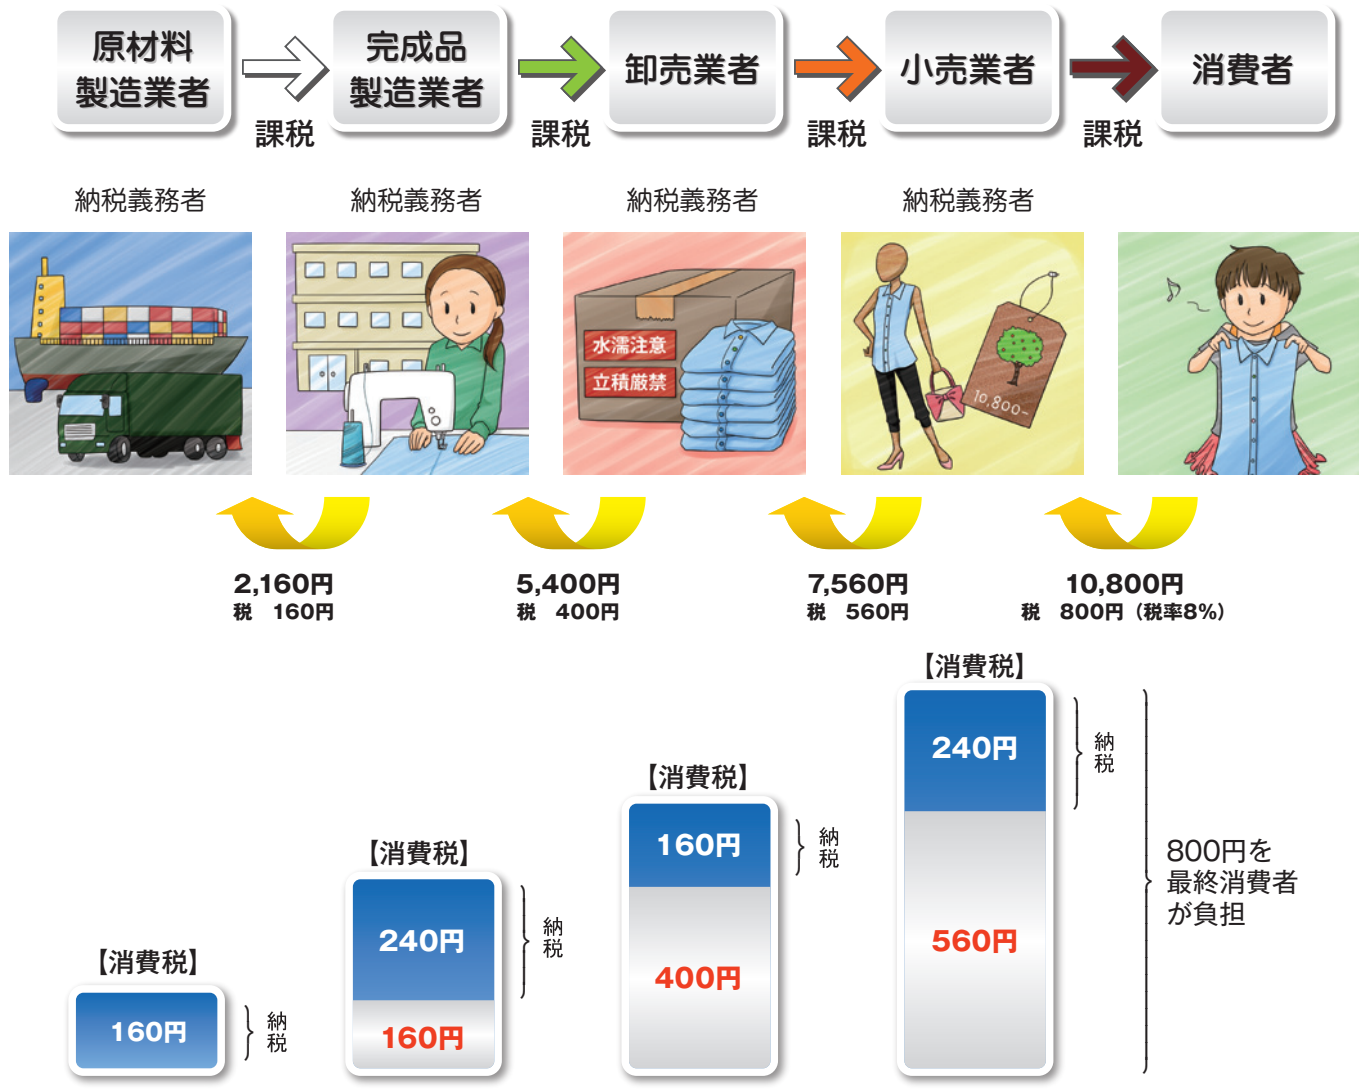 原材料
製造業者
完成品
製造業者
卸売業者
小売業者
消費者
課税
課税
課税
課税
納税義務者
納税義務者
納税義務者
納税義務者
水濡注意
立積厳禁
10,800-
2,160円
税 160円
5,400円
税 400円
7,560円
税 560円
10,800円
税 800円（税率8%）
【消費税】
160円
納税
【消費税】
240円
160円
納税
【消費税】
160円
400円
納税
【消費税】
240円
560円
納税
800円を
最終消費者
が負担